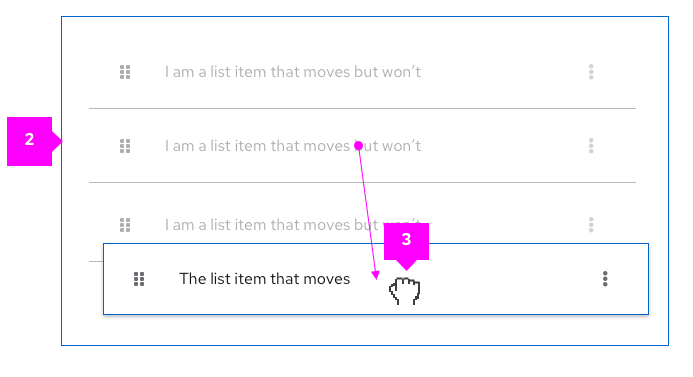 I am a list item that moves but won't
2
I am a list item that moves but won't
I am a list item that moves but won't
3
The list item that moves